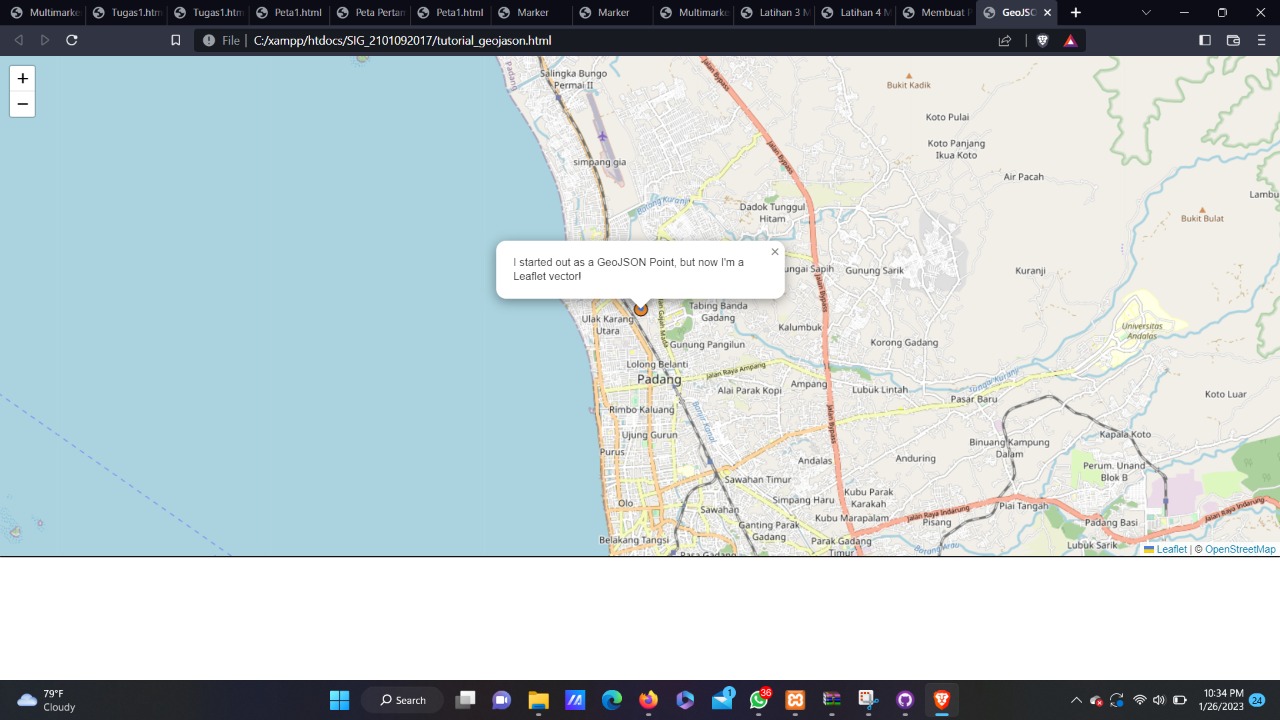 Multimarke
Tugas1.htm
Tugas1.htm
Peta1.html
Peta Pertan
Peta1.html
Marker
Marker
Multimarke
Latihan 3 M
Latihan 4 M
Membuat P
GeoJSO
File
C:/xampp/htdocs/SIG_2101092017/tutorial_geojason.html
+
−
Padang
Salingka Bungo
Permai II
Jalan Bypass
Bukit Kadik
Koto Pulai
Koto Panjang
Ikua Koto
Jalan Bypass
simpang gia
Air Pacah
Lambu
Batang Kuranji
Dadok Tunggul
Hitam
Bukit Bulat
I started out as a GeoJSON Point, but now I'm a
Leaflet vector!
×
ungai Sapih
Gunung Sarik
Kuranji
Jalan Bypass
Tabing Banda
Gadang
Ulak Karang
Utara
Kalumbuk
Universitas
Andalas
Gunung Pangilun
Korong Gadang
Lolong Belanti
Padang
Jalan Raya Ampang
Ampang
Alai Parak Kopi
Lubuk Lintah
Sungai Kuranji
Pasar Baru
Koto Luar
Rimbo Kaluang
Banjir Kanal
Jalan Bypass
Ujung Gurun
Kapala Koto
Binuang Kampung
Dalam
Purus
Andalas
Anduring
Perum. Unand
Blok B
Sawahan Timur
Kubu Parak
Karakah
Simpang Haru
Olo
Sawahan
Kubu Marapalam
Jalan Raya Indarung
Pisang
Piai Tangah
Jalan Raya Indarung
Padang Basi
Ganting Parak
Gadang
Belakang Tangsi
Parak Gadang
Timur
Lubuk Sarik
Leaflet | © OpenStreetMap
79°F
Cloudy
Search
1
36
10:34 PM
1/26/2023
24